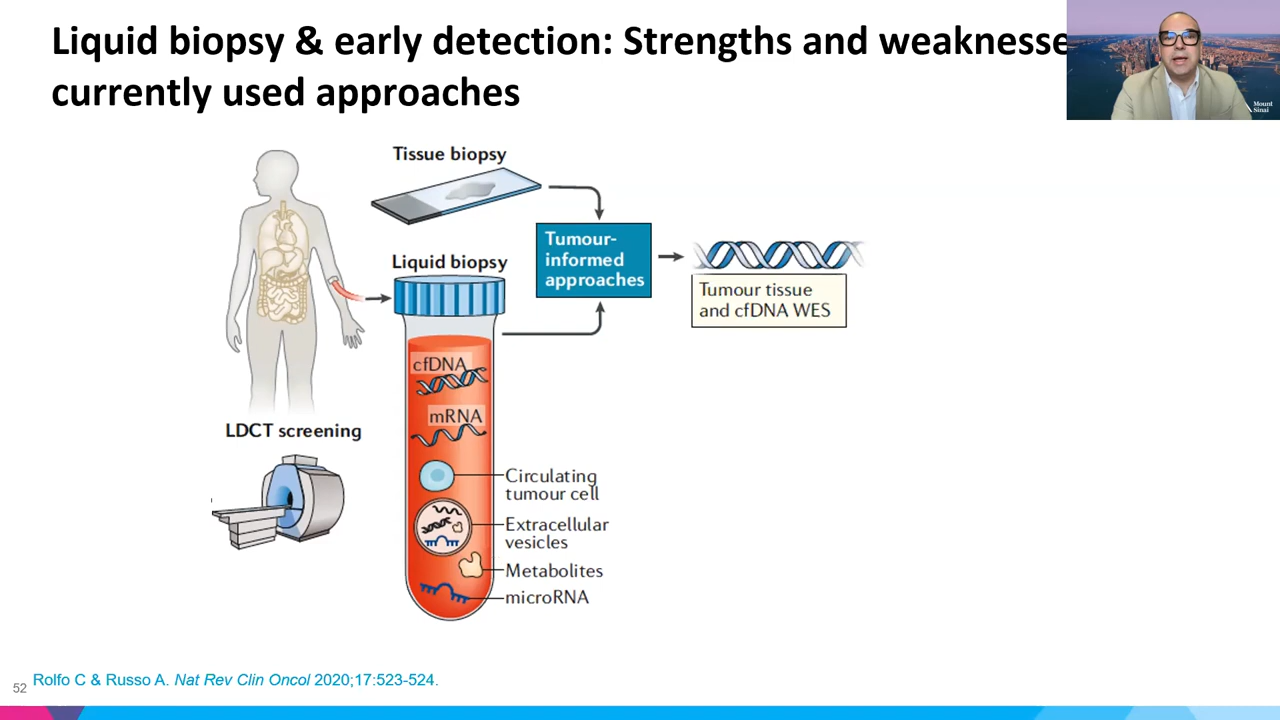 Liquid biopsy & early detection: Strengths and weaknesse
currently used approaches
Mount
Sinai
Tissue biopsy
Liquid biopsy
Tumour-
informed
approaches
Tumour tissue
and cfDNA WES
cfDNA
mRNA
LDCT screening
Circulating
tumour cell
Extracellular
vesicles
Metabolites
microRNA
Rolfo C & Russo A. Nat Rev Clin Oncol 2020;17:523-524.
52